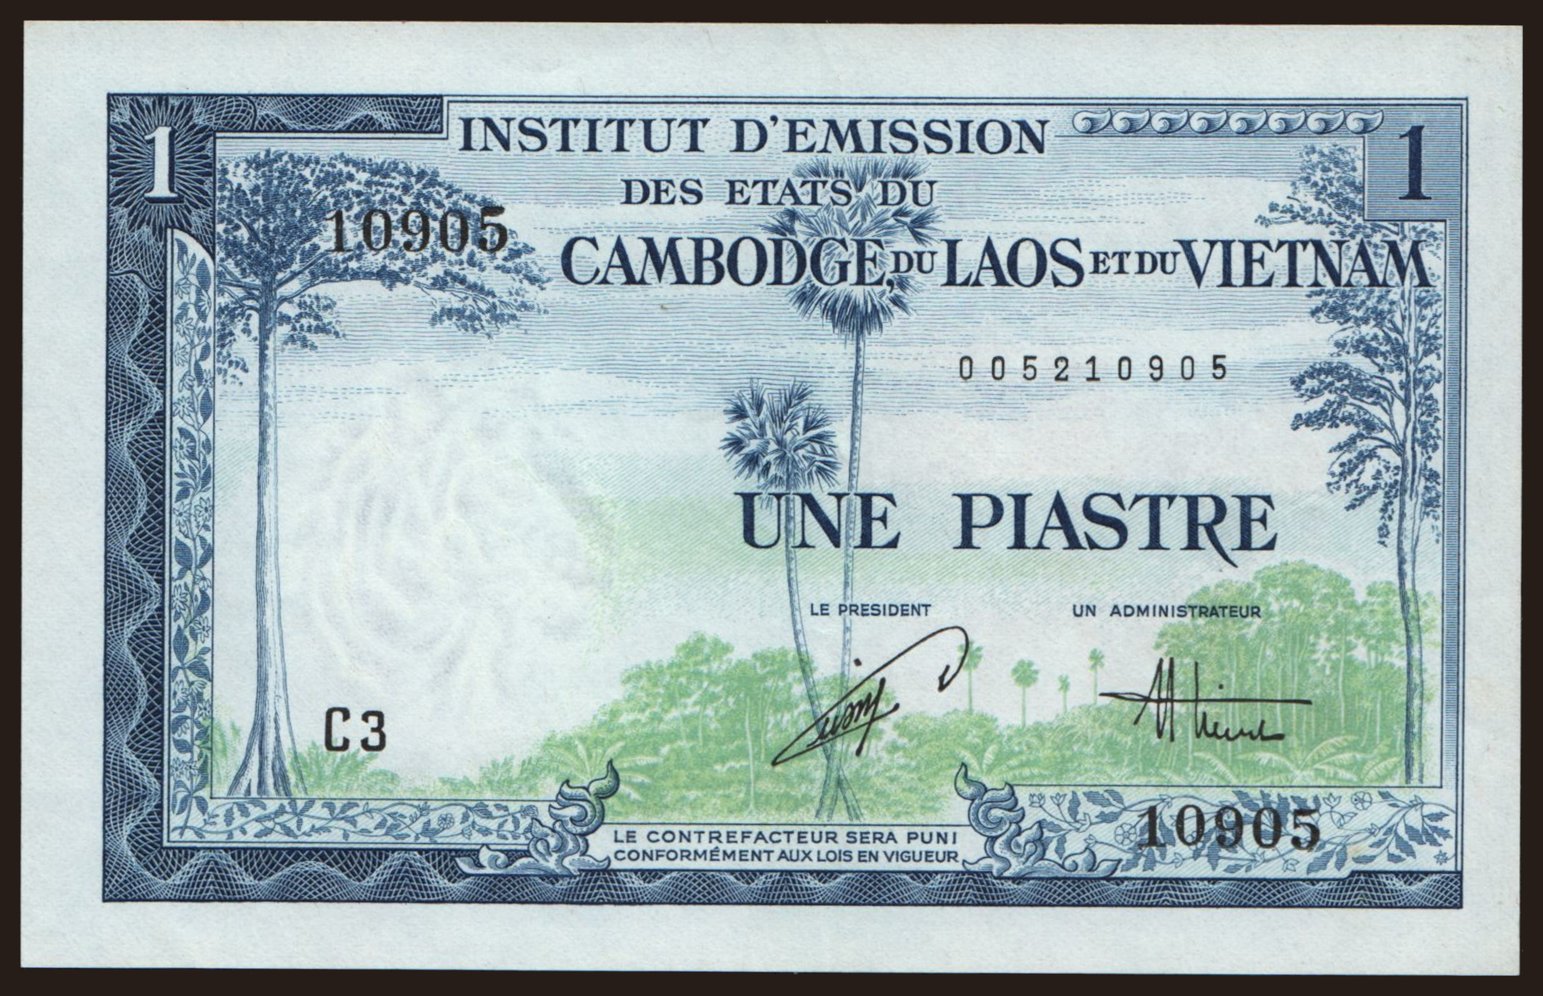 1
INSTITUT D'EMISSION
1
DES ETATS DU
10905
CAMBODGE, DU LAOS ET DU VIETNAM
005210905
UNE PIASTRE
LE PRESIDENT UN ADMINISTRATEUR
C3
10905
LE CONTREFACTEUR SERA PUNI
CONFORMÉMENT AUX LOIS EN VIGUEUR